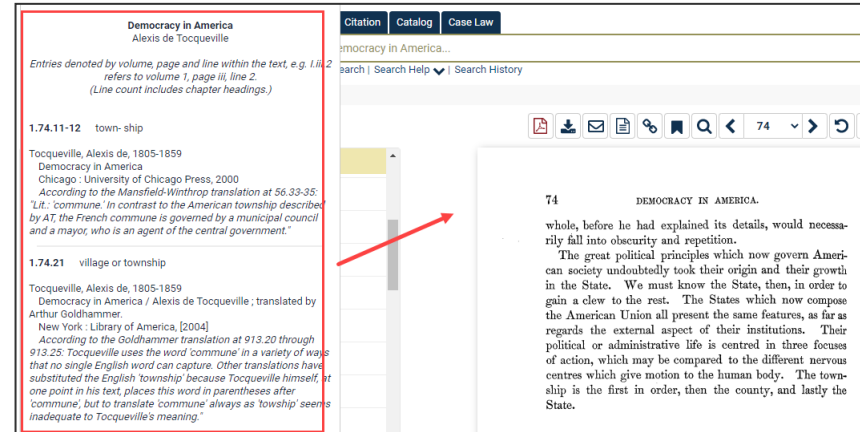 Democracy in America
Alexis de Tocqueville
Entries denoted by volume, page and line within the text, e.g. I.iii.2
refers to volume 1, page iii, line 2.
(Line count includes chapter headings.)
1.74.11-12 town- ship
Tocqueville, Alexis de, 1805-1859
Democracy in America
Chicago : University of Chicago Press, 2000
According to the Mansfield-Winthrop translation at 56.33-35:
"Lit.: 'commune.' In contrast to the American township described
by AT, the French commune is governed by a municipal council
and a mayor, who is an agent of the central government."
1.74.21 village or township
Tocqueville, Alexis de, 1805-1859
Democracy in America / Alexis de Tocqueville ; translated by
Arthur Goldhammer.
New York : Library of America, [2004]
According to the Goldhammer translation at 913.20 through
913.25: Tocqueville uses the word 'commune' in a variety of ways
that no single English word can capture. Other translations have
substituted the English 'township' because Tocqueville himself, at
one point in his text, places this word in parentheses after
'commune', but to translate 'commune' always as 'towship' seems
inadequate to Tocqueville's meaning."
Citation Catalog Case Law
emocracy in America...
earch | Search Help | Search History
74
74 DEMOCRACY IN AMERICA.
whole, before he had explained its details, would necessa-
rily fall into obscurity and repetition.
The great political principles which now govern Ameri-
can society undoubtedly took their origin and their growth
in the State. We must know the State, then, in order to
gain a clew to the rest. The States which now compose
the American Union all present the same features, as far as
regards the external aspect of their institutions. Their
political or administrative life is centred in three focuses
of action, which may be compared to the different nervous
centres which give motion to the human body. The town-
ship is the first in order, then the county, and lastly the
State.